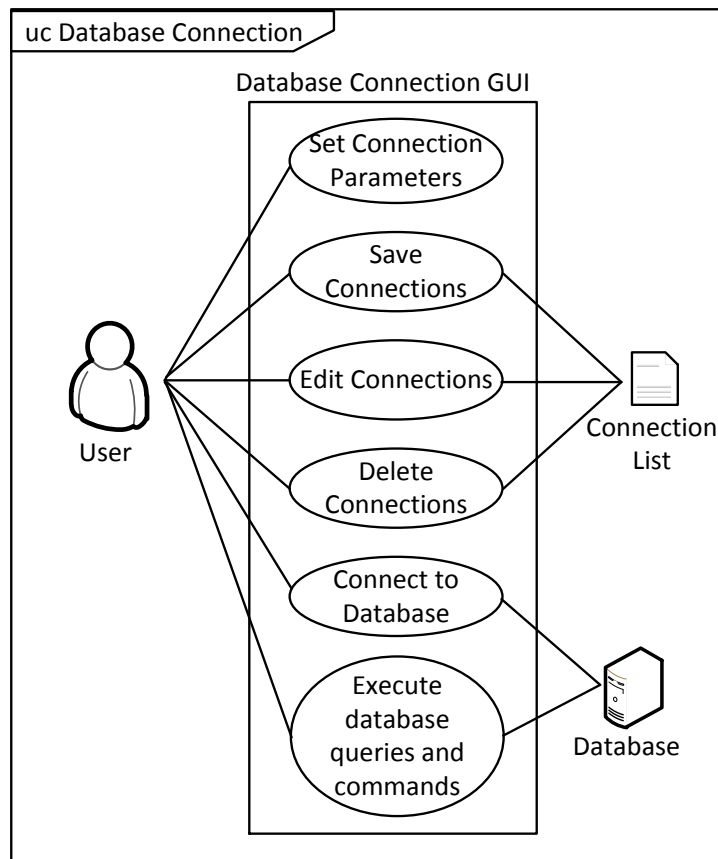 uc Database Connection
Database Connection GUI
Set Connection
Parameters
Save
Connections
Edit Connections
User
Connection
List
Delete
Connections
Connect to
Database
Execute
database
queries and
commands
Database